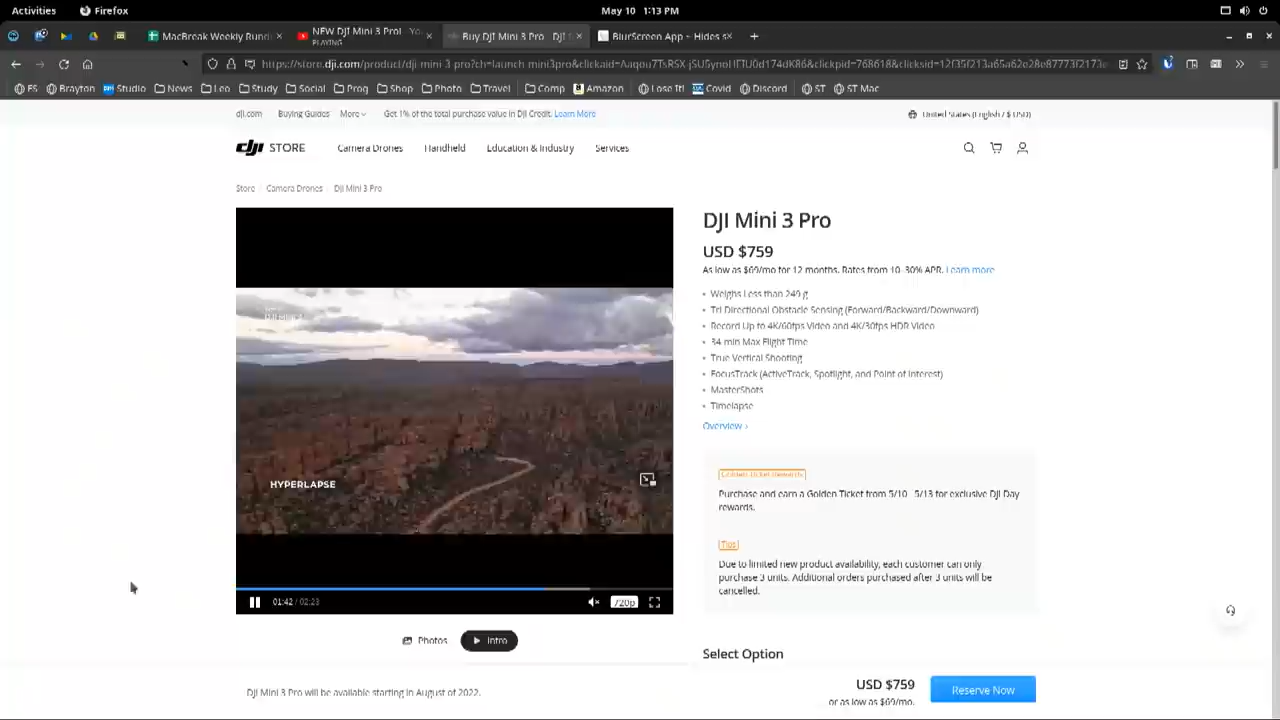 Activities
Firefox
May 10 1:13 PM
MacBreak Weekly Rund
NEW DJI Mini 3 Pro! - Yo
PLAYING
Buy DJI Mini 3 Pro - DJI S
BlurScreen App - Hides s
FS Brayton Studio News Leo Study Social Prog Shop Photo Travel Comp Amazon Lose It! Covid Discord ST ST Mac
dji.com Buying Guides More Get 1% of the total purchase value in DJI Credit. Learn More
United States (English / $ USD)
dji STORE
Camera Drones Handheld Education & Industry Services
Store / Camera Drones / DJI Mini 3 Pro
DJI Mini 3 Pro
USD $759
As low as $69/mo for 12 months. Rates from 10-30% APR. Learn more
Weighs Less than 249 g
Tri-Directional Obstacle Sensing (Forward/Backward/Downward)
Record Up to 4K/60fps Video and 4K/30fps HDR Video
34-min Max Flight Time
True Vertical Shooting
FocusTrack (ActiveTrack, Spotlight, and Point of Interest)
MasterShots
Timelapse
Overview ›
DJI Mini 3
HYPERLAPSE
01:42 / 02:23
720p
Photos
Intro
Golden Ticket Rewards
Purchase and earn a Golden Ticket from 5/10 - 5/13 for exclusive DJI Day
rewards.
Tips
Due to limited new product availability, each customer can only
purchase 3 units. Additional orders purchased after 3 units will be
cancelled.
Select Option
DJI Mini 3 Pro will be available starting in August of 2022.
USD $759
or as low as $69/mo.
Reserve Now